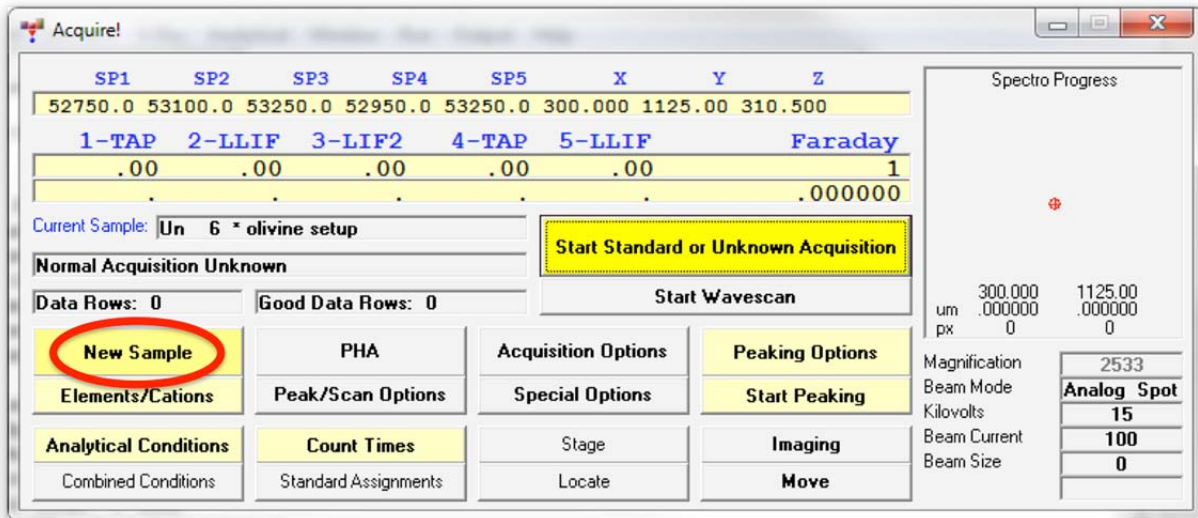 Acquire!
SP1 SP2 SP3 SP4 SP5 X Y Z
52750.0 53100.0 53250.0 52950.0 53250.0 300.000 1125.00 310.500
1-TAP 2-LLIF 3-LIF2 4-TAP 5-LLIF Faraday
.00 .00 .00 .00 .00 1
. . . . . .000000
Current Sample: Un 6 * olivine setup
Normal Acquisition Unknown
Data Rows: 0 Good Data Rows: 0
Start Standard or Unknown Acquisition
Start Wavescan
New Sample PHA Acquisition Options Peaking Options
Elements/Cations Peak/Scan Options Special Options Start Peaking
Analytical Conditions Count Times Stage Imaging
Combined Conditions Standard Assignments Locate Move
Spectro Progress
300.000 1125.00
um .000000 .000000
px 0 0
Magnification 2533
Beam Mode Analog Spot
Kilovolts 15
Beam Current 100
Beam Size 0